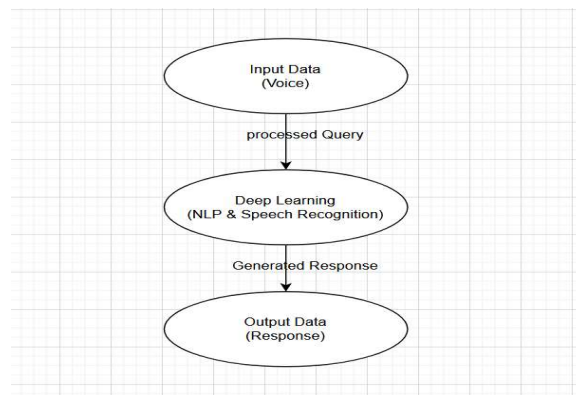 Input Data
(Voice)
processed Query
Deep Learning
(NLP & Speech Recognition)
Generated Response
Output Data
(Response)